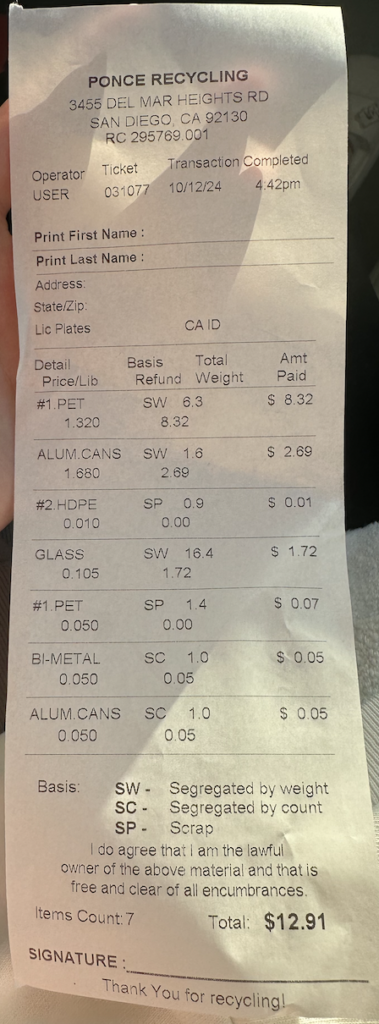 PONCE RECYCLING
3455 DEL MAR HEIGHTS RD
SAN DIEGO, CA 92130
RC 295769.001
Operator Ticket Transaction Completed
USER 031077 10/12/24 4:42pm
Print First Name :
Print Last Name :
Address:
State/Zip:
Lic Plates CA ID
Detail Basis Total Amt
Price/Lib Refund Weight Paid
#1.PET SW 6.3 $ 8.32
1.320 8.32
ALUM.CANS SW 1.6 $ 2.69
1.680 2.69
#2.HDPE SP 0.9 $ 0.01
0.010 0.00
GLASS SW 16.4 $ 1.72
0.105 1.72
#1.PET SP 1.4 $ 0.07
0.050 0.00
BI-METAL SC 1.0 $ 0.05
0.050 0.05
ALUM.CANS SC 1.0 $ 0.05
0.050 0.05
Basis: SW - Segregated by weight
SC - Segregated by count
SP - Scrap
I do agree that i am the lawful
owner of the above material and that is
free and clear of all encumbrances.
Items Count: 7 Total: $12.91
SIGNATURE :
Thank You for recycling!